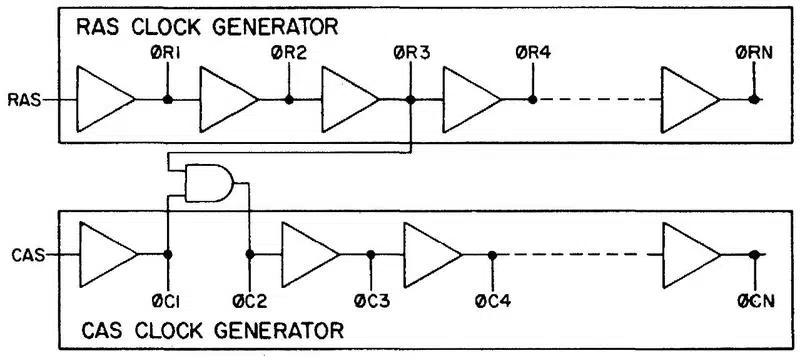 RAS CLOCK GENERATOR
ØR1 ØR2 ØR3 ØR4 ØRN
RAS
CAS
ØC1 ØC2 ØC3 ØC4 ØCN
CAS CLOCK GENERATOR